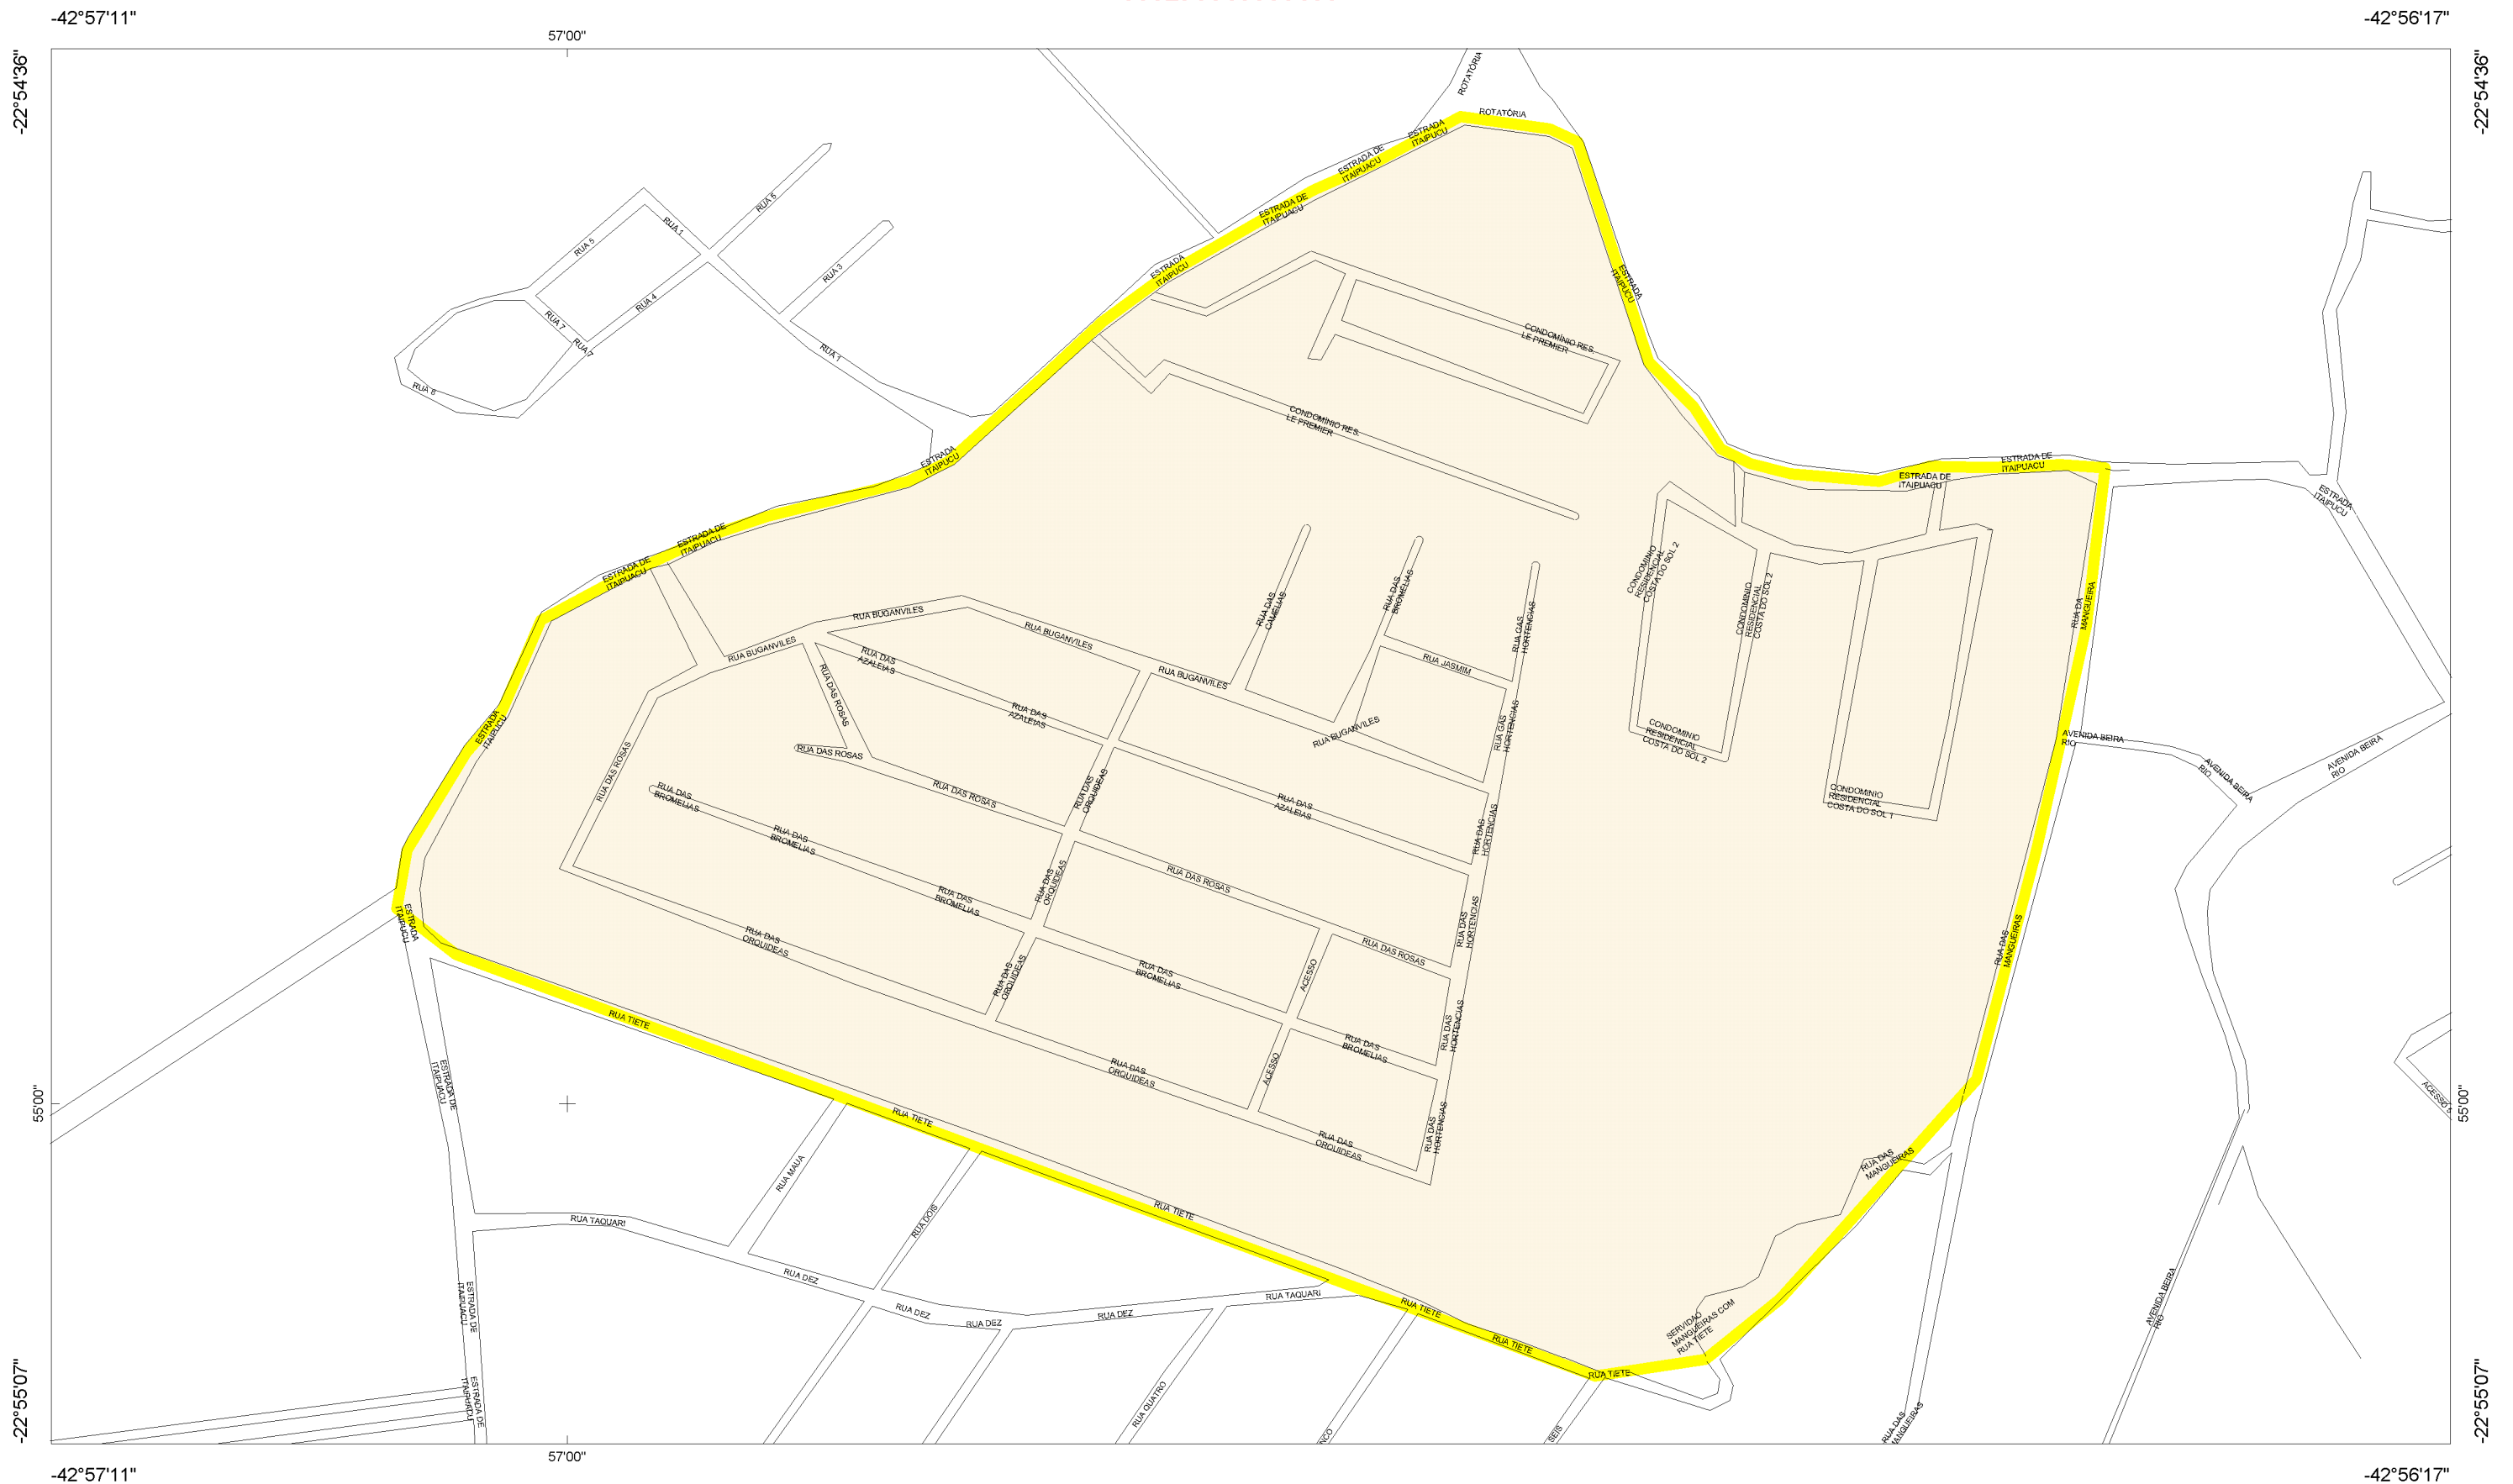 -42°57'11"
-42°56'17"
57'00"
-22°54'36"
-22°54'36"
ROTATÓRIA
ROTATÓRIA
ESTRADA
ITAIPUCU
ESTRADA DE
ITAIPUACU
ESTRADA DE
ITAIPUACU
ESTRADA
ITAIPUCU
RUA 5
RUA 1
RUA 5
RUA 3
RUA 4
RUA 7
RUA 7
RUA 1
RUA 6
ESTRADA
ITAIPUCU
CONDOMÍNIO RES.
LE PREMIER
CONDOMÍNIO RES.
LE PREMIER
ESTRADA
ITAIPUCU
ESTRADA DE
ITAIPUACU
ESTRADA DE
ITAIPUACU
ESTRADA
ITAIPUCU
ESTRADA DE
ITAIPUACU
ESTRADA DE
ITAIPUACU
CONDOMINIO
RESIDENCIAL
COSTA DO SOL 2
CONDOMINIO
RESIDENCIAL
COSTA DO SOL 2
RUA DAS
CAMELIAS
RUA DAS
BROMELIAS
RUA GAS
HORTENCIAS
RUA DA
MANGUEIRA
RUA BUGANVILES
RUA BUGANVILES
RUA BUGANVILES
RUA DAS
AZALEIAS
RUA JASMIM
RUA BUGANVILES
RUA DAS ROSAS
RUA DAS
AZALEIAS
RUA GAS
HORTENCIAS
RUA BUGANVILES
ESTRADA
ITAIPUCU
CONDOMINIO
RESIDENCIAL
COSTA DO SOL 2
AVENIDA BEIRA
RIO
AVENIDA BEIRA
RIO
AVENIDA BEIRA
RIO
RUA DAS ROSAS
RUA DAS ROSAS
RUA DAS
BROMELIAS
RUA DAS ROSAS
RUA DAS
ORQUIDEAS
RUA DAS
AZALEIAS
CONDOMINIO
RESIDENCIAL
COSTA DO SOL 1
RUA DAS
BROMELIAS
RUA DAS
HORTENCIAS
RUA DAS
BROMELIAS
RUA DAS
ORQUIDEAS
RUA DAS ROSAS
ESTRADA
ITAIPUCU
RUA DAS
ORQUIDEAS
RUA DAS
HORTENCIAS
RUA DAS ROSAS
RUA DAS
MANGUEIRAS
RUA DAS
ORQUIDEAS
RUA DAS
BROMELIAS
ACESSO
RUA TIETE
RUA DAS
HORTENCIAS
RUA DAS
BROMELIAS
ESTRADA DE
ITAIPUACU
RUA DAS
ORQUIDEAS
ACESSO
ACESSO 5
55'00"
55'00"
RUA TIETE
RUA DAS
HORTENCIAS
RUA DAS
ORQUIDEAS
RUA MAUA
RUA DAS
MANGUEIRAS
RUA TAQUARI
RUA DOIS
RUA TIETE
RUA DEZ
RUA DEZ
RUA DEZ
RUA DEZ
RUA TAQUARI
RUA TIETE
RUA TIETE
RUA TIETE
SERVIDAO
MANGUEIRAS COM
RUA TIETE
AVENIDA BEIRA
RIO
ESTRADA DE
ITAIPUACU
ESTRADA DE
ITAIPUACU
RUA QUATRO
NCO
SEIS
RUA DAS
MANGUEIRAS
-22°55'07"
-22°55'07"
57'00"
-42°57'11"
-42°56'17"